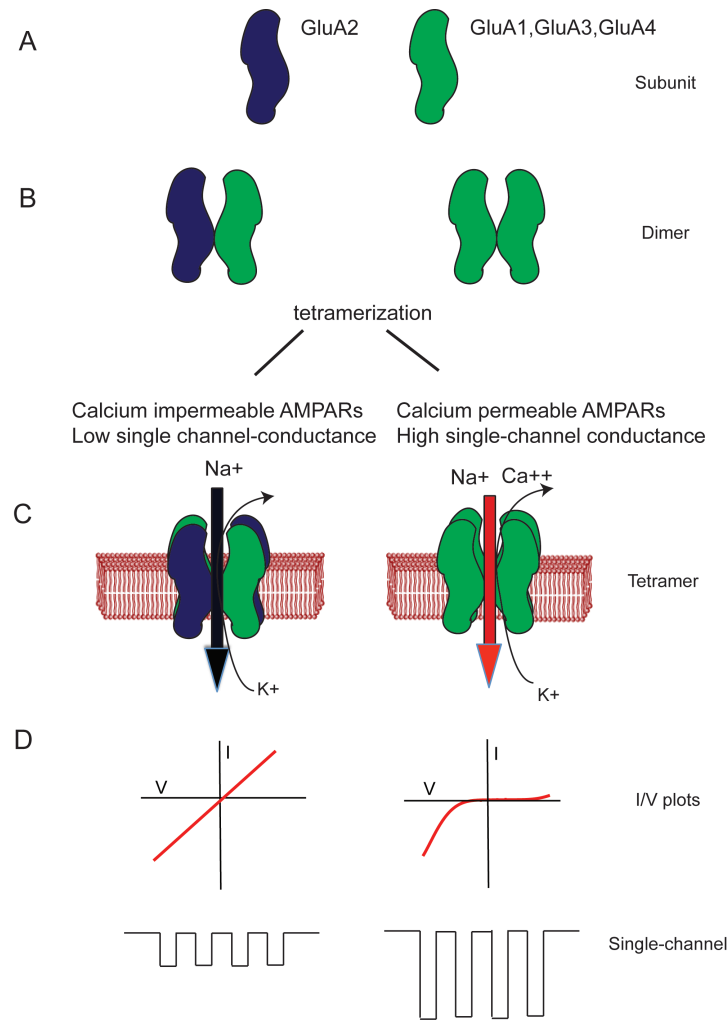 A
GluA2
GluA1,GluA3,GluA4
Subunit
B
Dimer
tetramerization
Calcium impermeable AMPARs
Low single channel-conductance
Calcium permeable AMPARs
High single-channel conductance
C
Na+
K+
Na+
Ca++
K+
Tetramer
D
I
V
I
V
I/V plots
Single-channel